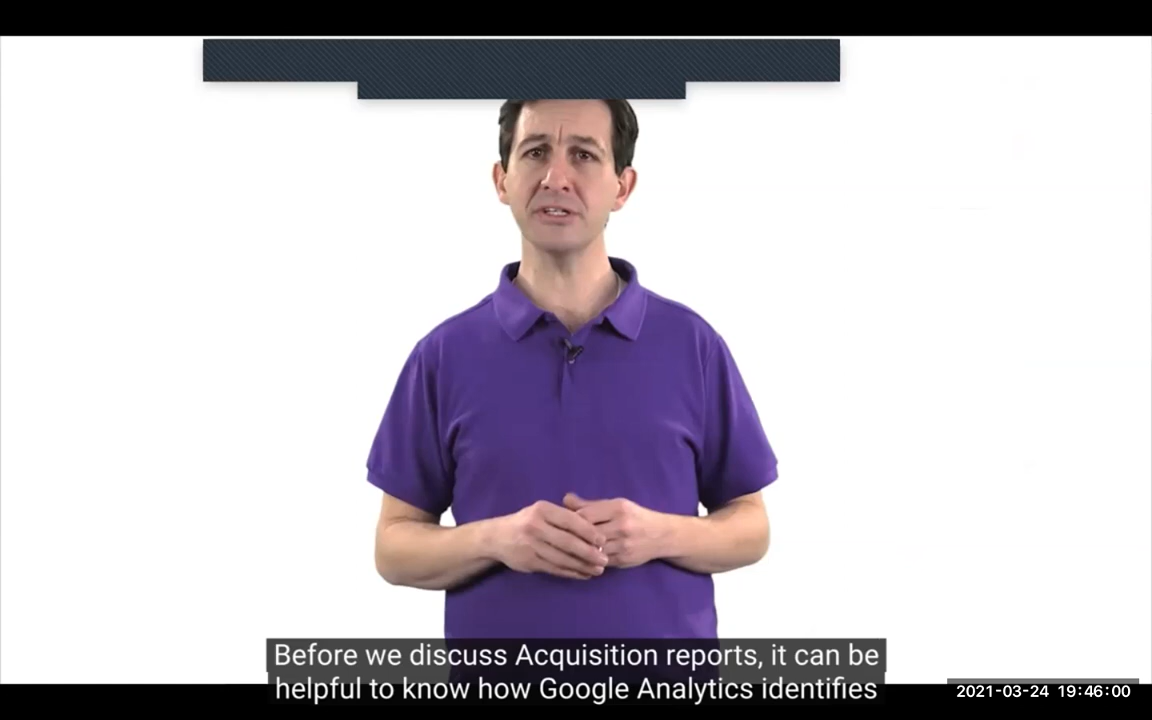 Before we discuss Acquisition reports, it can be
helpful to know how Google Analytics identifies
2021-03-24 19:46:00